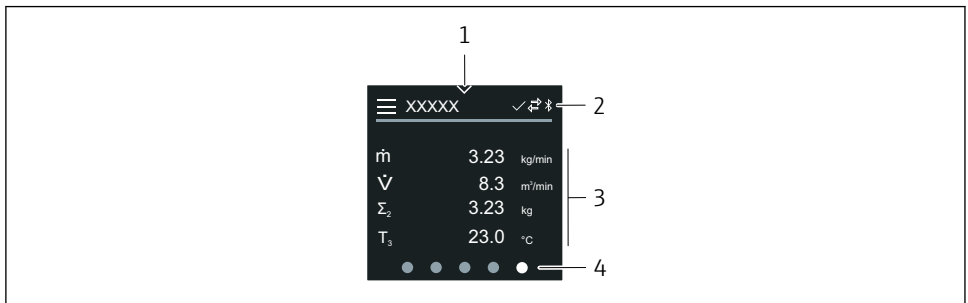 1
XXXXX
2
ṁ 3.23 kg/min
V̇ 8.3 m³/min
Σ₂ 3.23 kg
T₃ 23.0 °C
3
4